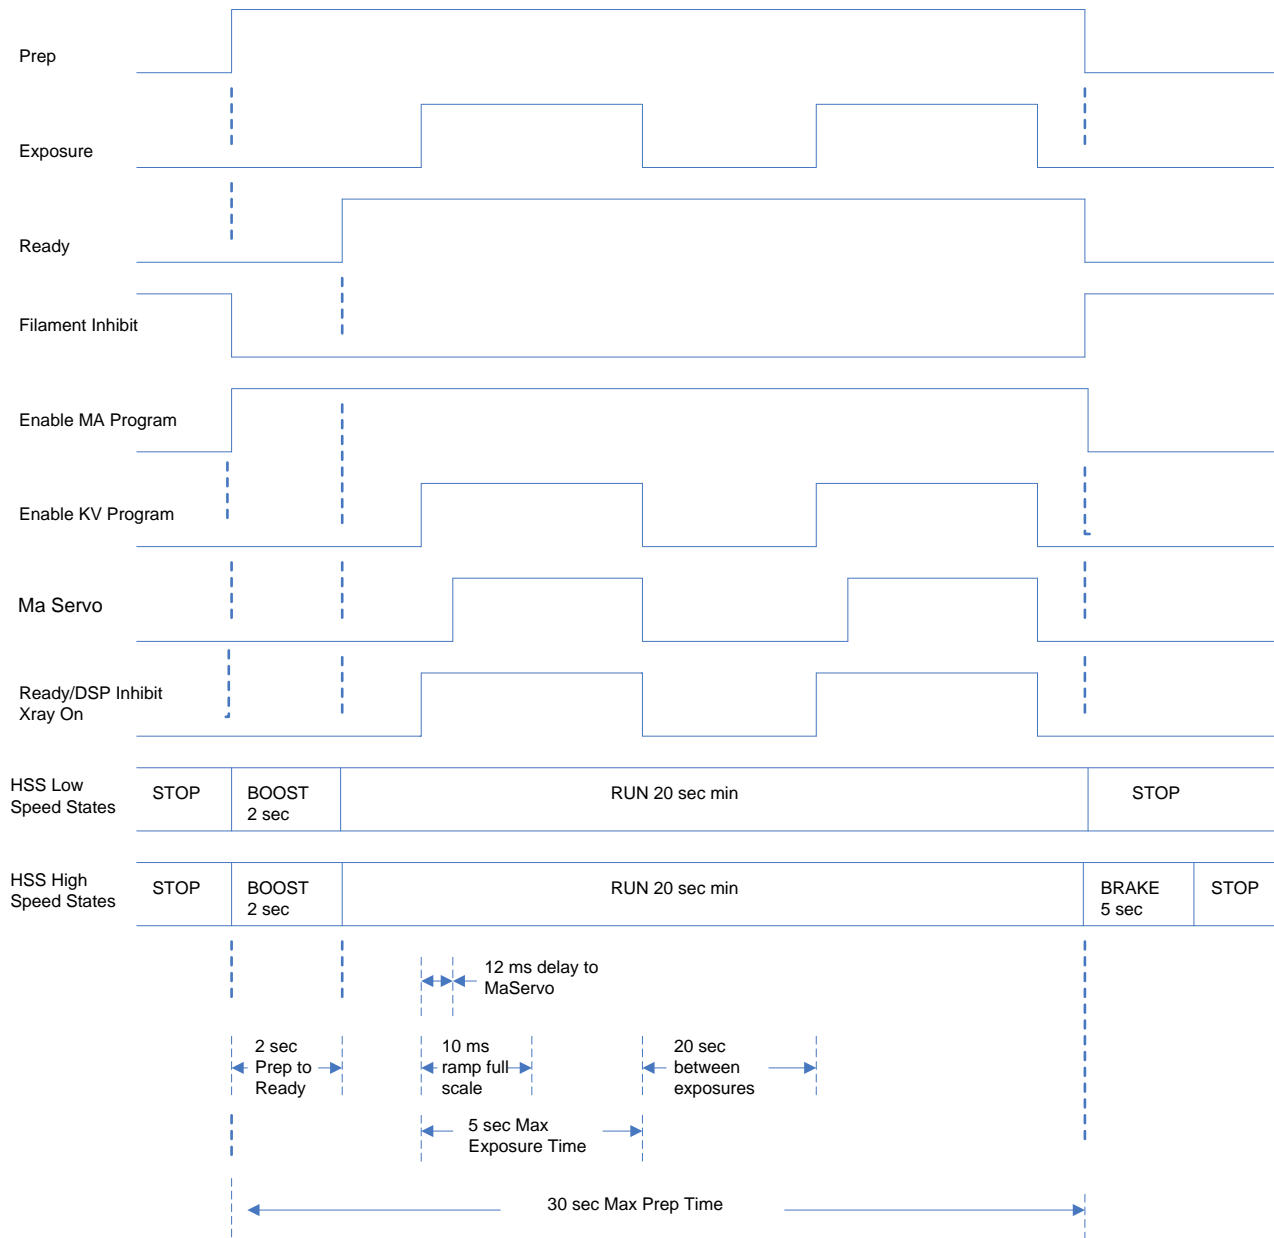 Prep
Exposure
Ready
Filament Inhibit
Enable MA Program
Enable KV Program
Ma Servo
Ready/DSP Inhibit
Xray On
HSS Low
Speed States
STOP
BOOST
2 sec
RUN 20 sec min
STOP
HSS High
Speed States
STOP
BOOST
2 sec
RUN 20 sec min
BRAKE
5 sec
STOP
12 ms delay to
MaServo
2 sec
Prep to
Ready
10 ms
ramp full
scale
20 sec
between
exposures
5 sec Max
Exposure Time
30 sec Max Prep Time